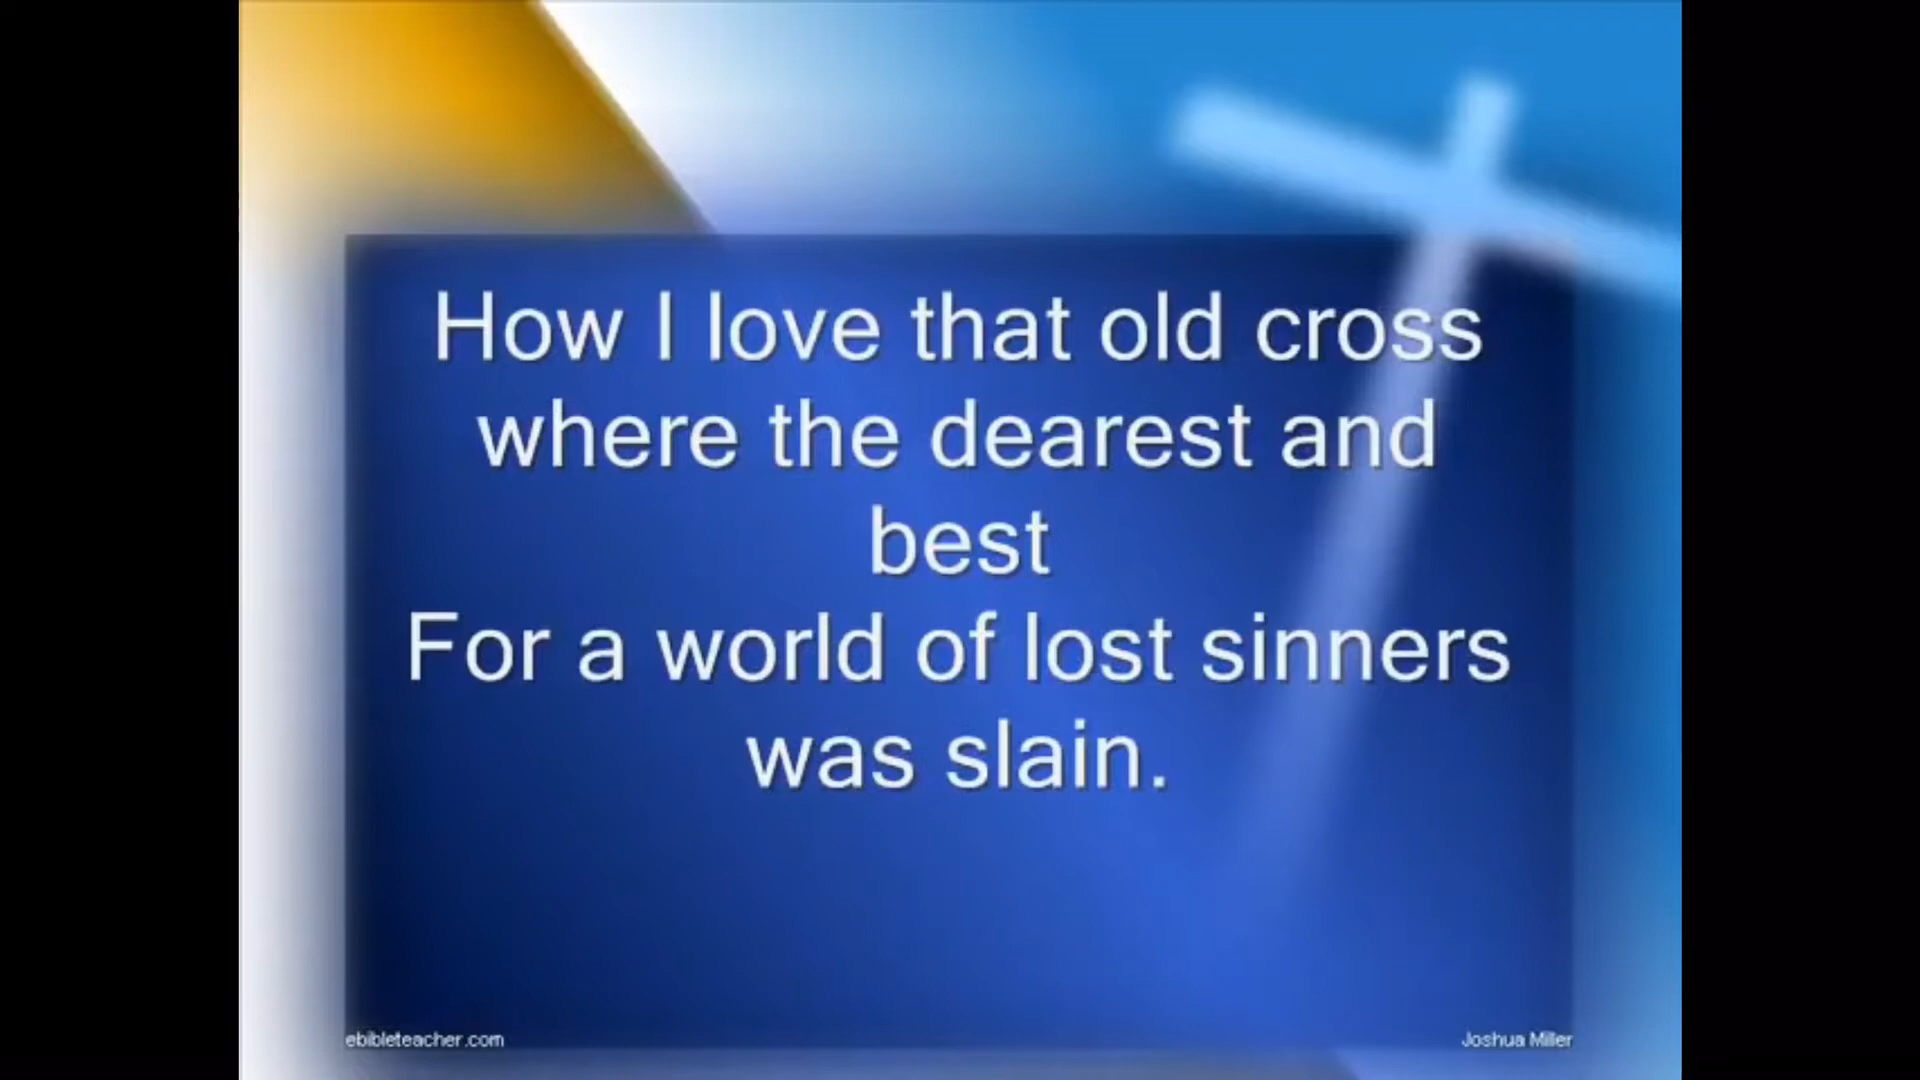 How I love that old cross
where the dearest and
best
For a world of lost sinners
was slain.
ebibleteacher.com
Joshua Miller